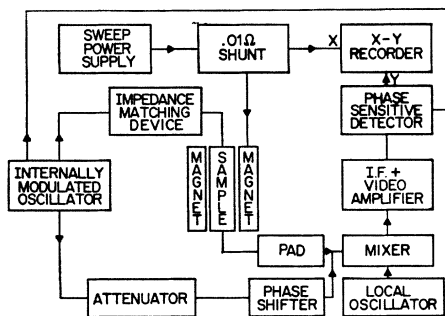 SWEEP
POWER
SUPPLY
.01Ω
SHUNT
X
X-Y
RECORDER
Y
IMPEDANCE
MATCHING
DEVICE
PHASE
SENSITIVE
DETECTOR
INTERNALLY
MODULATED
OSCILLATOR
MAGNET
SAMPLE
MAGNET
I.F. +
VIDEO
AMPLIFIER
PAD
MIXER
ATTENUATOR
PHASE
SHIFTER
LOCAL
OSCILLATOR